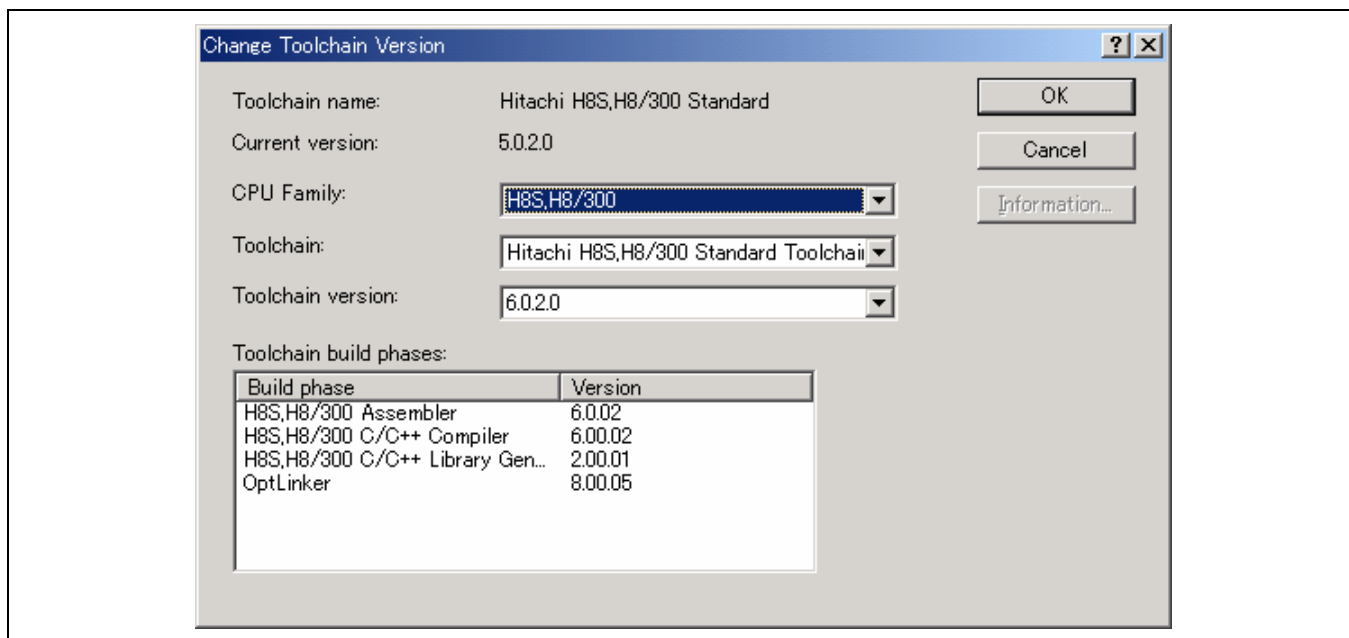 Change Toolchain Version
Toolchain name: Hitachi H8S,H8/300 Standard
OK
Current version: 5.0.2.0
Cancel
CPU Family: H8S,H8/300
Information...
Toolchain: Hitachi H8S,H8/300 Standard Toolchai
Toolchain version: 6.0.2.0
Toolchain build phases:
Build phase Version
H8S,H8/300 Assembler 6.0.02
H8S,H8/300 C/C++ Compiler 6.00.02
H8S,H8/300 C/C++ Library Gen... 2.00.01
OptLinker 8.00.05